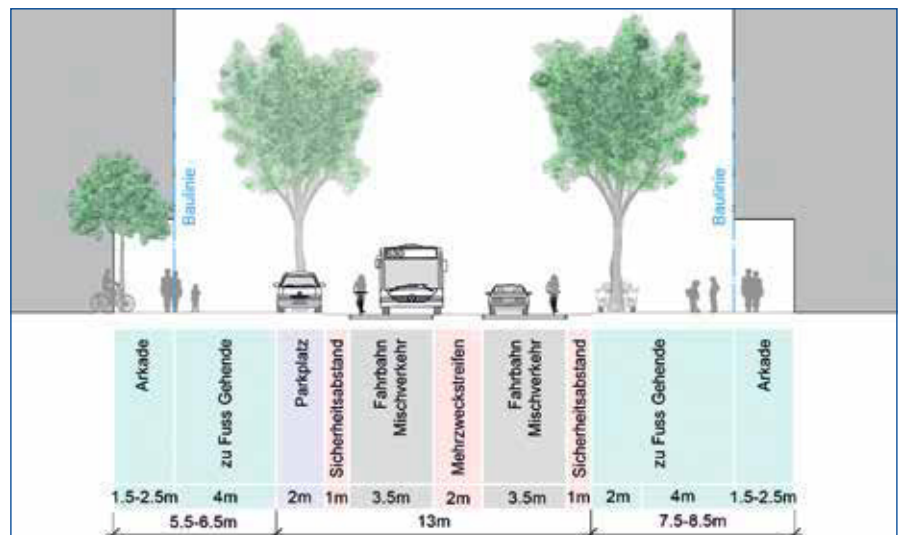 Baulinie
Baulinie
Arkade
zu Fuss Gehende
Parkplatz
Sicherheitsabstand
Fahrbahn
Mischverkehr
Mehrzweckstreifen
Fahrbahn
Mischverkehr
Sicherheitsabstand
zu Fuss Gehende
Arkade
1.5-2.5m 4m 2m 1m 3.5m 2m 3.5m 1m 2m 4m 1.5-2.5m
5.5-6.5m 13m 7.5-8.5m